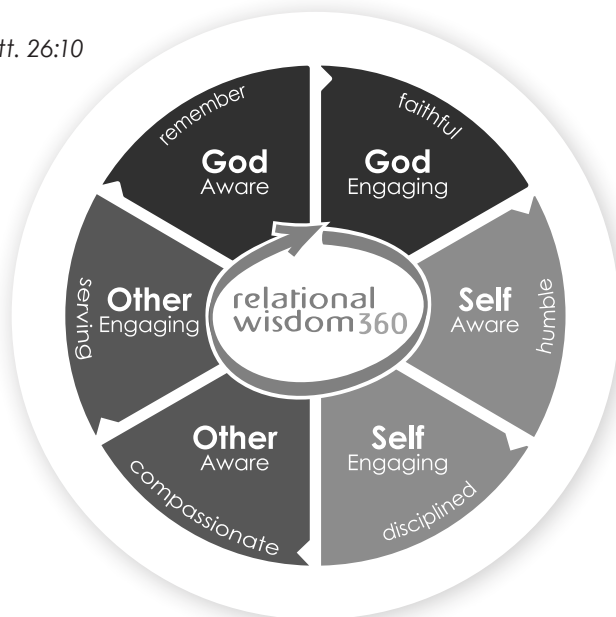 tt. 26:10
remember
God
Aware
faithful
God
Engaging
serving
Other
Engaging
relational
wisdom360
Self
Aware
humble
compassionate
Other
Aware
Self
Engaging
disciplined